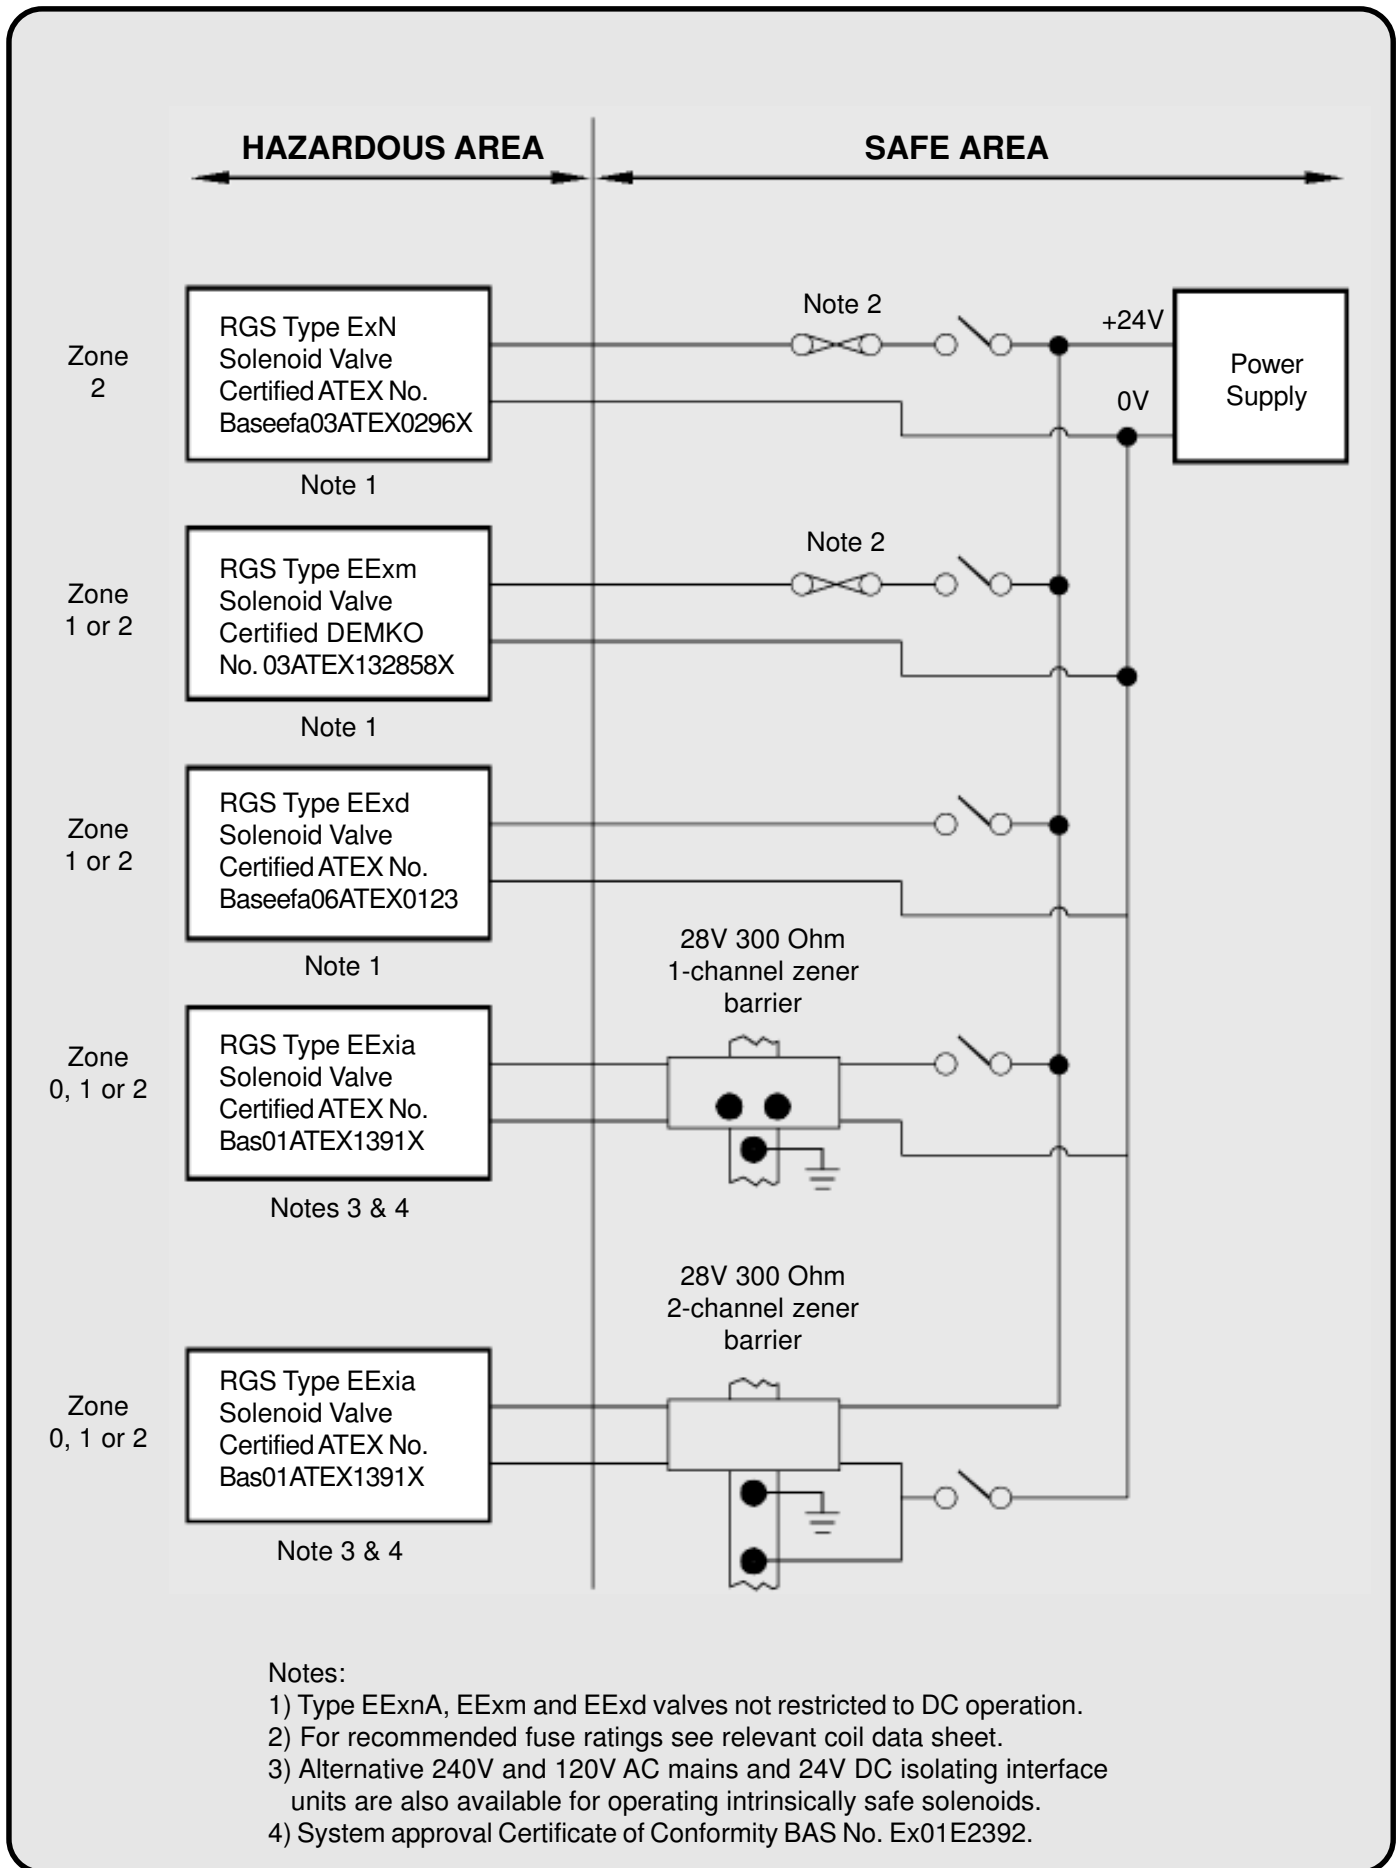 HAZARDOUS AREA
SAFE AREA
Zone
2
RGS Type ExN
Solenoid Valve
Certified ATEX No.
Baseefa03ATEX0296X
Note 1
Note 2
+24V
0V
Power
Supply
Zone
1 or 2
RGS Type EExm
Solenoid Valve
Certified DEMKO
No. 03ATEX132858X
Note 1
Note 2
Zone
1 or 2
RGS Type EExd
Solenoid Valve
Certified ATEX No.
Baseefa06ATEX0123
Note 1
28V 300 Ohm
1-channel zener
barrier
Zone
0, 1 or 2
RGS Type EExia
Solenoid Valve
Certified ATEX No.
Bas01ATEX1391X
Notes 3 & 4
28V 300 Ohm
2-channel zener
barrier
Zone
0, 1 or 2
RGS Type EExia
Solenoid Valve
Certified ATEX No.
Bas01ATEX1391X
Note 3 & 4
Notes:
1) Type EExnA, EExm and EExd valves not restricted to DC operation.
2) For recommended fuse ratings see relevant coil data sheet.
3) Alternative 240V and 120V AC mains and 24V DC isolating interface
units are also available for operating intrinsically safe solenoids.
4) System approval Certificate of Conformity BAS No. Ex01E2392.